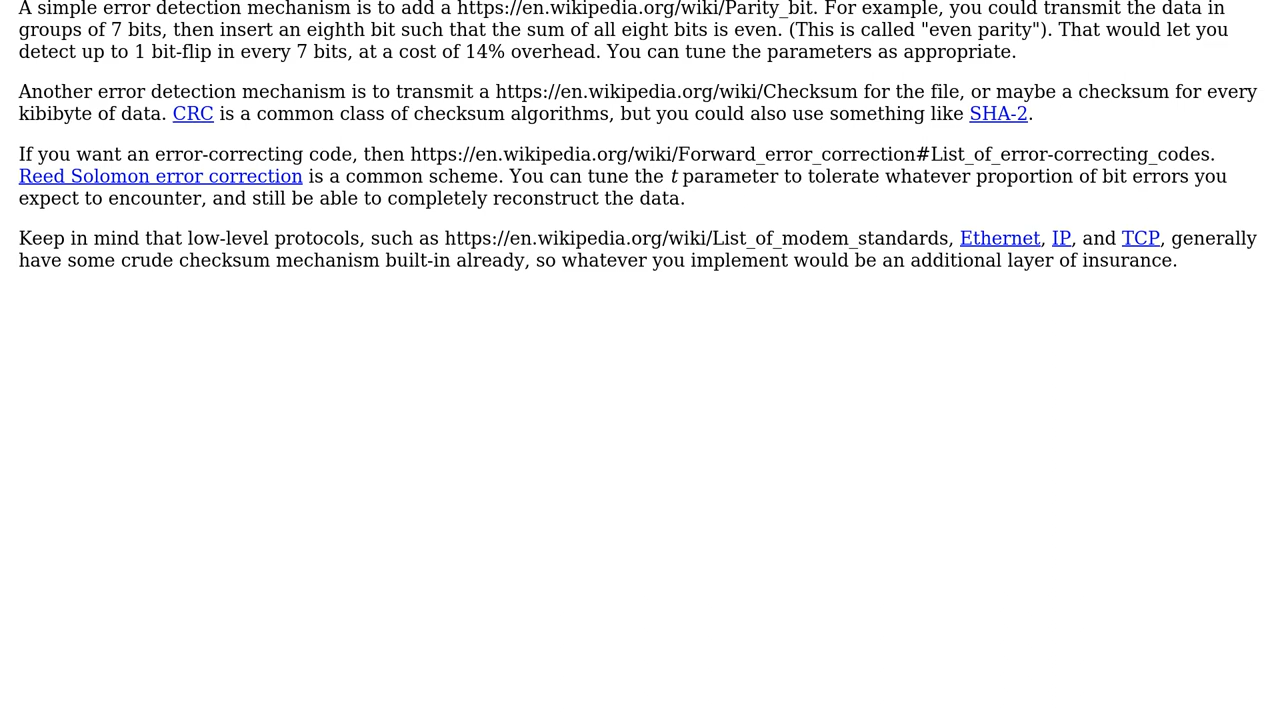 A simple error detection mechanism is to add a https://en.wikipedia.org/wiki/Parity_bit. For example, you could transmit the data in
groups of 7 bits, then insert an eighth bit such that the sum of all eight bits is even. (This is called "even parity"). That would let you
detect up to 1 bit-flip in every 7 bits, at a cost of 14% overhead. You can tune the parameters as appropriate.
Another error detection mechanism is to transmit a https://en.wikipedia.org/wiki/Checksum for the file, or maybe a checksum for every
kibibyte of data. CRC is a common class of checksum algorithms, but you could also use something like SHA-2.
If you want an error-correcting code, then https://en.wikipedia.org/wiki/Forward_error_correction#List_of_error-correcting_codes.
Reed Solomon error correction is a common scheme. You can tune the t parameter to tolerate whatever proportion of bit errors you
expect to encounter, and still be able to completely reconstruct the data.
Keep in mind that low-level protocols, such as https://en.wikipedia.org/wiki/List_of_modem_standards, Ethernet, IP, and TCP, generally
have some crude checksum mechanism built-in already, so whatever you implement would be an additional layer of insurance.